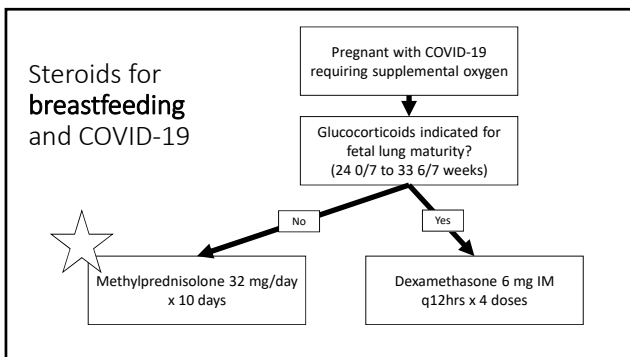 Steroids for
breastfeeding
and COVID-19
Pregnant with COVID-19
requiring supplemental oxygen
Glucocorticoids indicated for
fetal lung maturity?
(24 0/7 to 33 6/7 weeks)
No
Yes
Methylprednisolone 32 mg/day
x 10 days
Dexamethasone 6 mg IM
q12hrs x 4 doses